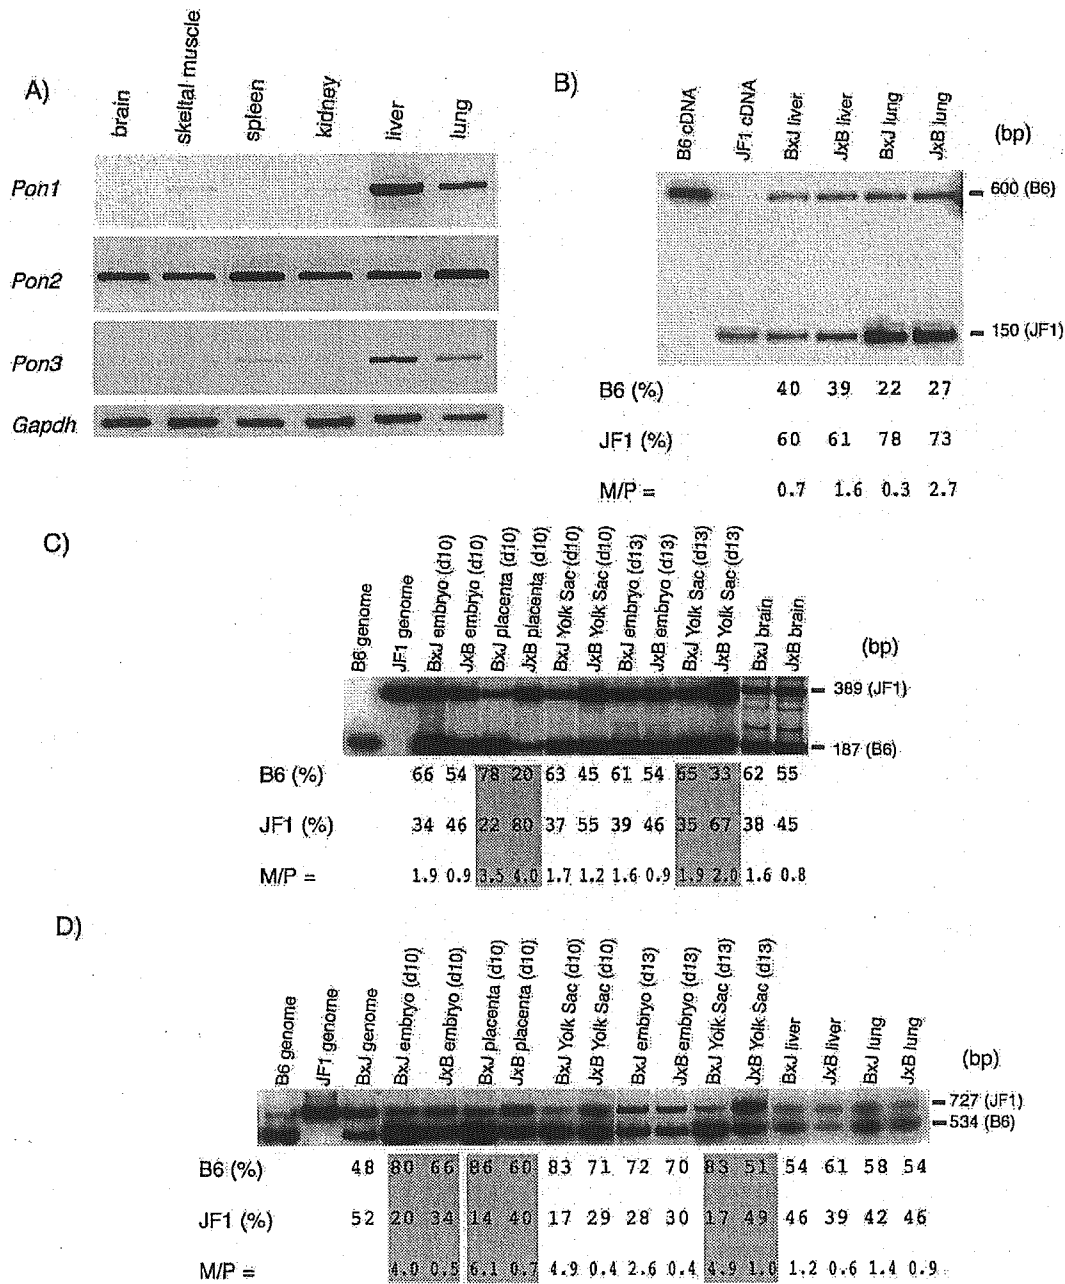 A)
brain skeltal muscle spleen kidney liver lung
Pon1
Pon2
Pon3
Gapdh
B)
B6 cDNA JF1 cDNA BxJ liver JxB liver BxJ lung JxB lung (bp)
600 (B6)
150 (JF1)
B6 (%) 40 39 22 27
JF1 (%) 60 61 78 73
M/P = 0.7 1.6 0.3 2.7
C)
B6 genome JF1 genome BxJ embryo (d10) JxB embryo (d10) BxJ placenta (d10) JxB placenta (d10) BxJ Yolk Sac (d10) JxB Yolk Sac (d10) BxJ embryo (d13) JxB embryo (d13) BxJ Yolk Sac (d13) JxB Yolk Sac (d13) BxJ brain JxB brain (bp)
389 (JF1)
187 (B6)
B6 (%) 66 54 78 20 63 45 61 54 65 33 62 55
JF1 (%) 34 46 22 80 37 55 39 46 35 67 38 45
M/P = 1.9 0.9 3.5 4.0 1.7 1.2 1.6 0.9 1.9 2.0 1.6 0.8
D)
B6 genome JF1 genome BxJ genome BxJ embryo (d10) JxB embryo (d10) BxJ placenta (d10) JxB placenta (d10) BxJ Yolk Sac (d10) JxB Yolk Sac (d10) BxJ embryo (d13) JxB embryo (d13) BxJ Yolk Sac (d13) JxB Yolk Sac (d13) BxJ liver JxB liver BxJ lung JxB lung (bp)
727 (JF1)
534 (B6)
B6 (%) 48 80 66 86 60 83 71 72 70 83 51 54 61 58 54
JF1 (%) 52 20 34 14 40 17 29 28 30 17 49 46 39 42 46
M/P = 4.0 0.5 6.1 0.7 4.9 0.4 2.6 0.4 4.9 1.0 1.2 0.6 1.4 0.9